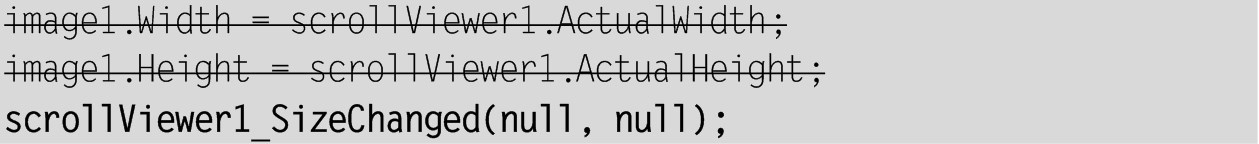 image1.Width = scrollViewer1.ActualWidth;
image1.Height = scrollViewer1.ActualHeight;
scrollViewer1_SizeChanged(null, null);